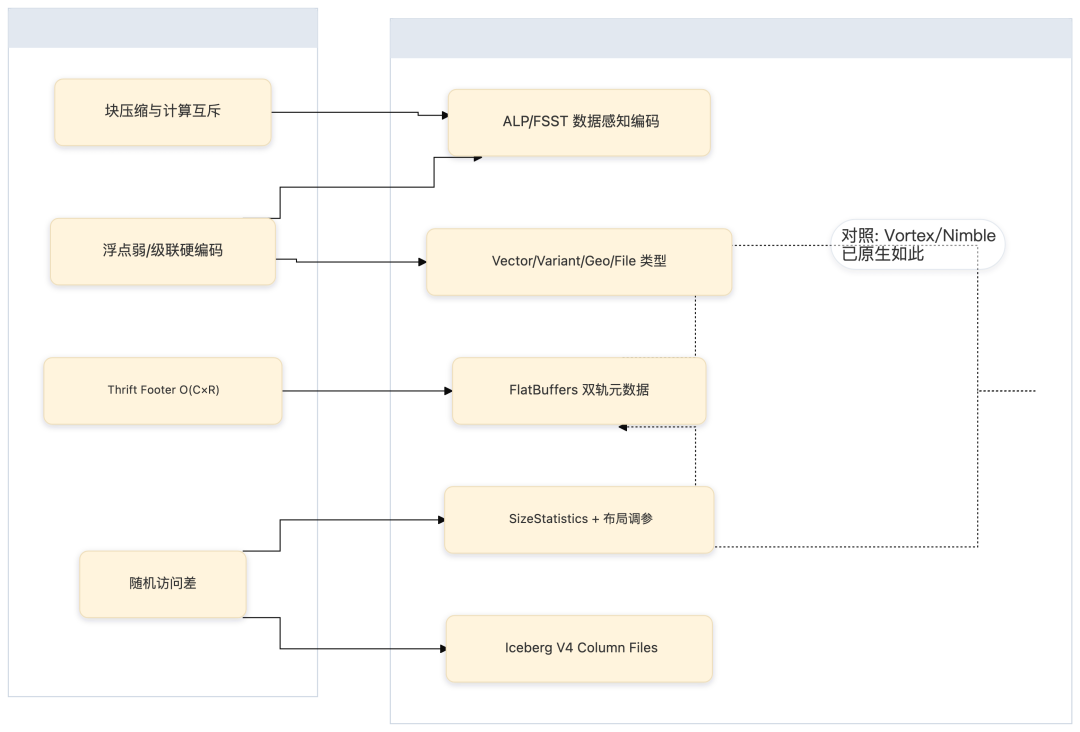 块压缩与计算互斥
ALP/FSST 数据感知编码
浮点弱/级联硬编码
Vector/Variant/Geo/File 类型
对照: Vortex/Nimble
已原生如此
Thrift Footer O(C×R)
FlatBuffers 双轨元数据
SizeStatistics + 布局调参
随机访问差
Iceberg V4 Column Files